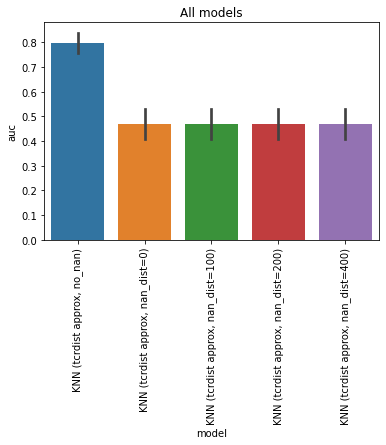 All models
auc
0.8
0.7
0.6
0.5
0.4
0.3
0.2
0.1
0.0
KNN (tcrdist approx, no_nan)
KNN (tcrdist approx, nan_dist=0)
KNN (tcrdist approx, nan_dist=100)
KNN (tcrdist approx, nan_dist=200)
KNN (tcrdist approx, nan_dist=400)
model